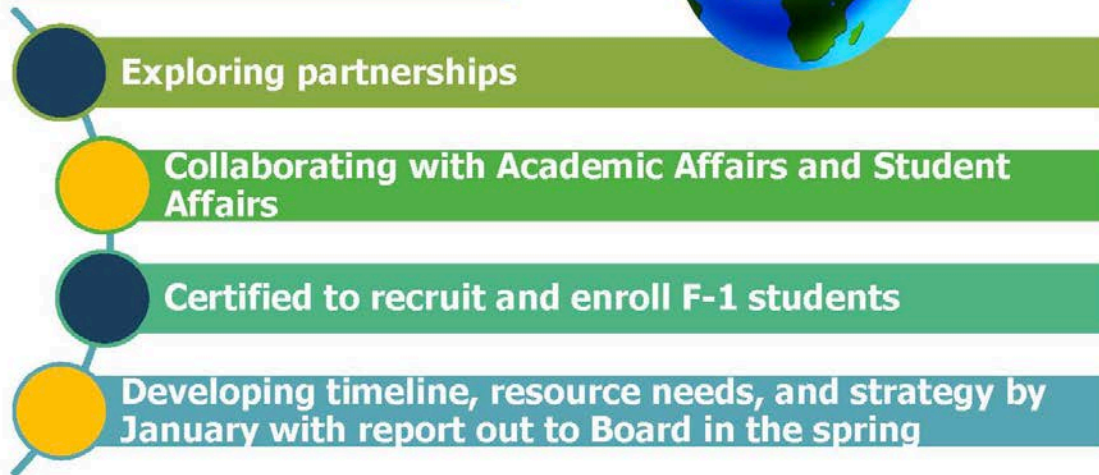 Exploring partnerships
Collaborating with Academic Affairs and Student
Affairs
Certified to recruit and enroll F-1 students
Developing timeline, resource needs, and strategy by
January with report out to Board in the spring